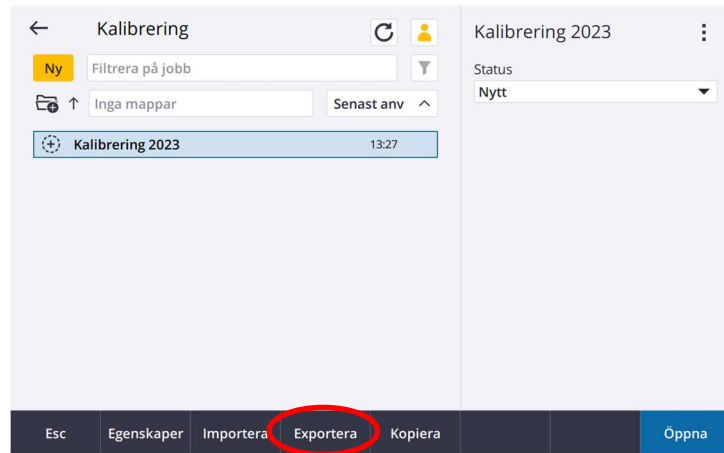 Kalibrering
Ny
Filtrera på jobb
Inga mappar
Senast anv
Kalibrering 2023
13:27
Kalibrering 2023
Status
Nytt
Esc
Egenskaper
Importera
Exportera
Kopiera
Öppna